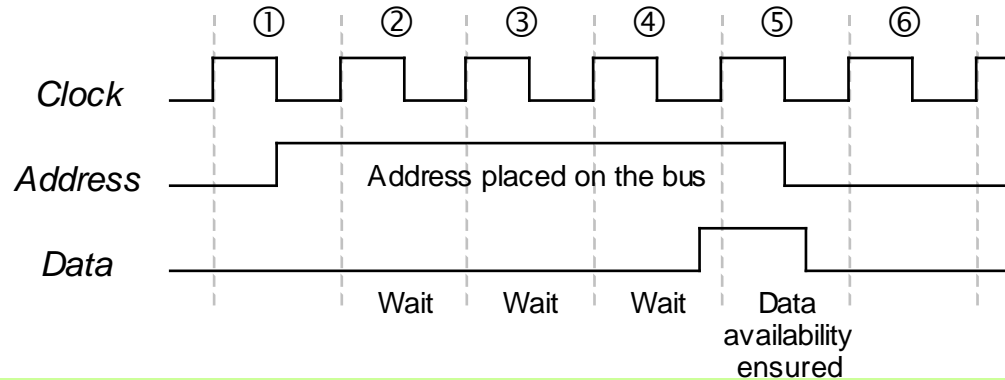 ① ② ③ ④ ⑤ ⑥
Clock
Address Address placed on the bus
Data
Wait Wait Wait Data
availability
ensured